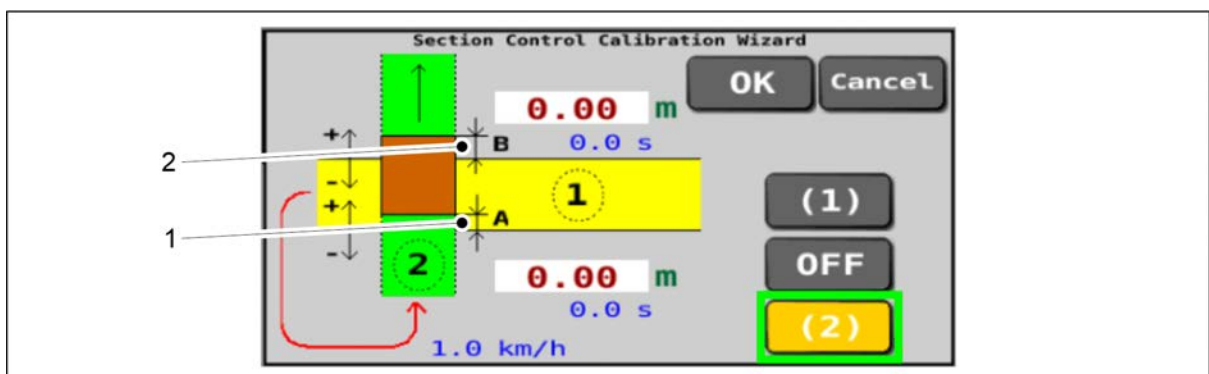 Section Control Calibration Wizard
OK Cancel
0.00 m
+ B 0.0 s
2
-
1 (1)
+ A
1
- 2 OFF
0.00 m
0.0 s
(2)
1.0 km/h